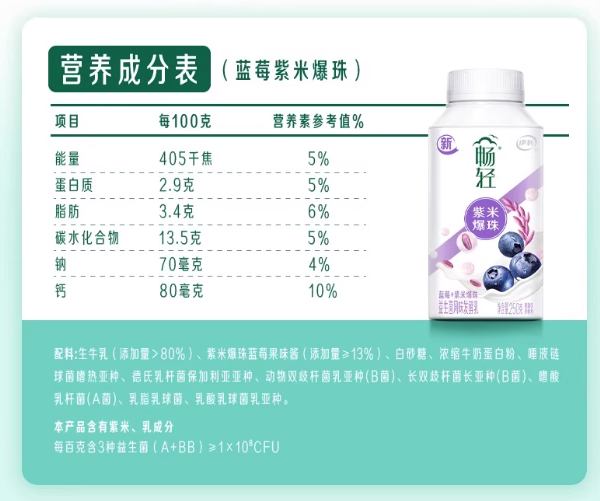 营养成分表（蓝莓紫米爆珠）
项目 每100克 营养素参考值%
能量 405千焦 5%
蛋白质 2.9克 5%
脂肪 3.4克 6%
碳水化合物 13.5克 5%
钠 70毫克 4%
钙 80毫克 10%
新
伊利
畅轻
紫米
爆珠
蓝莓+紫米爆珠
益生菌风味发酵乳
净含量250克
配料:生牛乳（添加量>80%）、紫米爆珠蓝莓果味酱（添加量≥13%）、白砂糖、浓缩牛奶蛋白粉、唾液链
球菌嗜热亚种、德氏乳杆菌保加利亚亚种、动物双歧杆菌乳亚种(B菌)、长双歧杆菌长亚种(B菌)、嗜酸
乳杆菌(A菌)、乳脂乳球菌、乳酸乳球菌乳亚种。
本产品含有紫米、乳成分
每百克含3种益生菌（A+BB）≥1×10⁸CFU